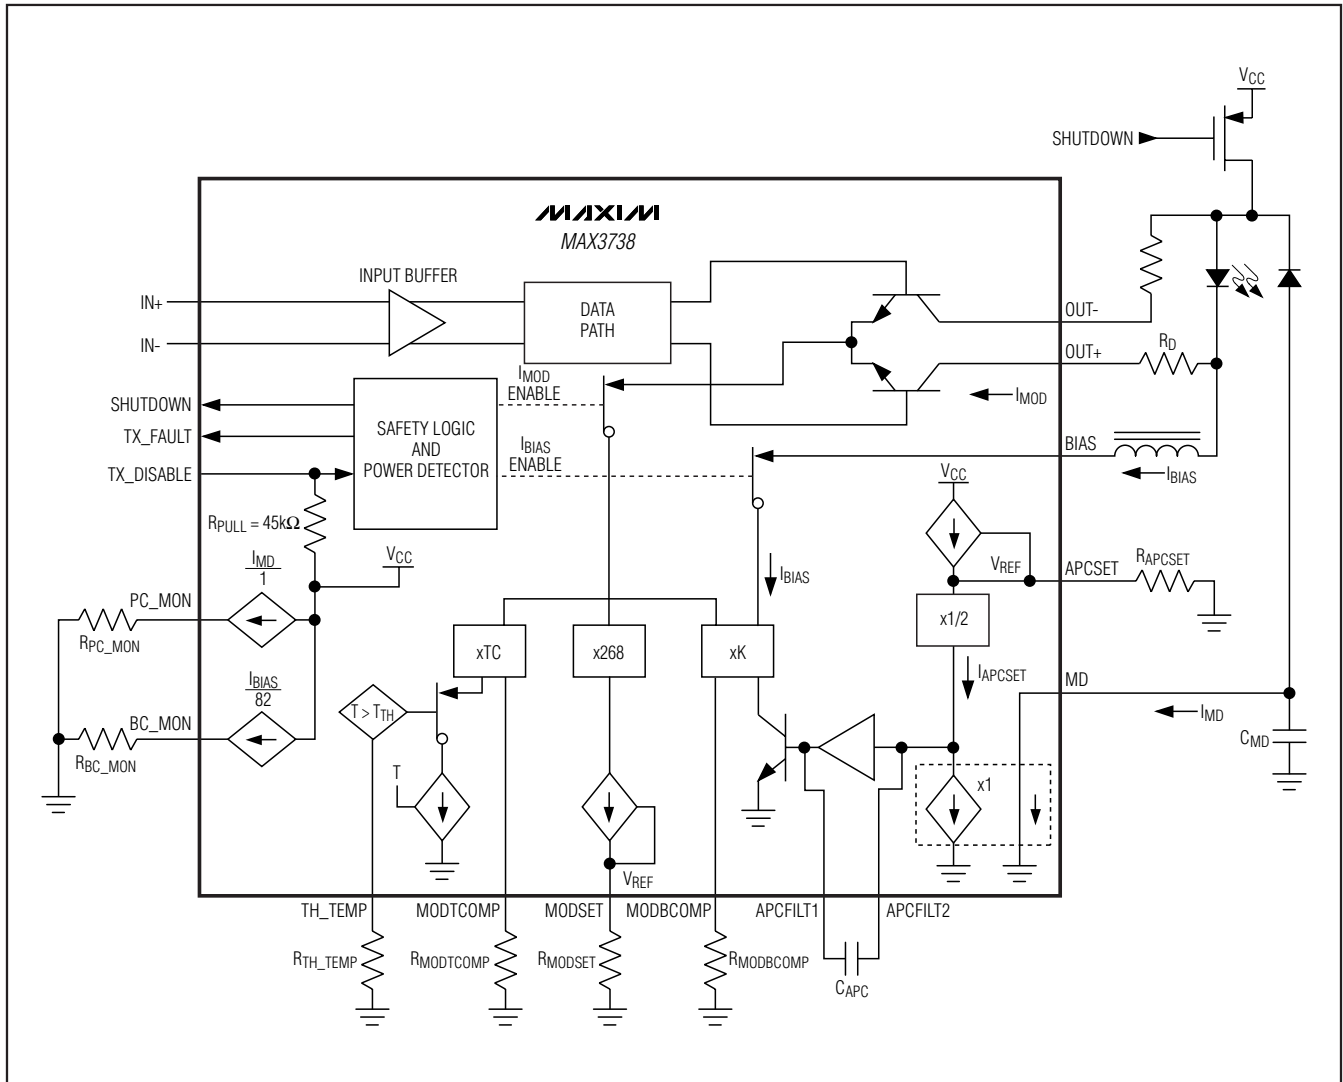 VCC
SHUTDOWN
MAXIM
MAX3738
INPUT BUFFER
IN+
IN-
DATA
PATH
OUT-
OUT+
RD
IMOD
IMOD
ENABLE
SHUTDOWN
TX_FAULT
TX_DISABLE
SAFETY LOGIC
AND
POWER DETECTOR
IBIAS
ENABLE
BIAS
IBIAS
VCC
RPULL = 45kΩ
VCC
IBIAS
VREF
APCSET
RAPCSET
IMD
1
PC_MON
RPC_MON
xTC
x268
xK
x1/2
IAPCSET
MD
IMD
CMD
IBIAS
82
BC_MON
RBC_MON
T > TTH
T
x1
VREF
TH_TEMP
MODTCOMP
MODSET
MODBCOMP
APCFILT1
APCFILT2
RTH_TEMP
RMODTCOMP
RMODSET
RMODBCOMP
CAPC